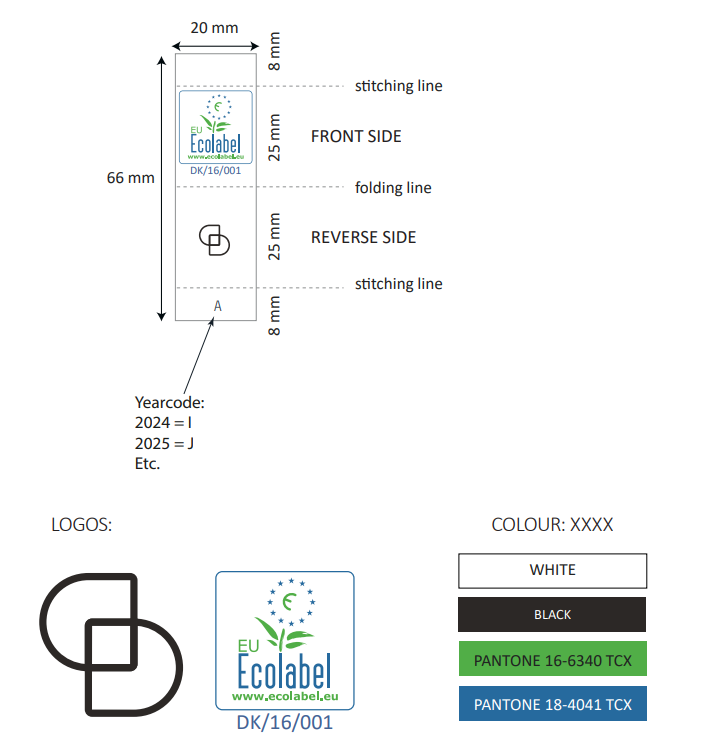 20 mm
8 mm
stitching line
EU
Ecolabel
www.ecolabel.eu
DK/16/001
25 mm
FRONT SIDE
66 mm
folding line
25 mm
REVERSE SIDE
stitching line
A
8 mm
Yearcode:
2024 = I
2025 = J
Etc.
LOGOS:
COLOUR: XXXX
EU
Ecolabel
www.ecolabel.eu
DK/16/001
WHITE
BLACK
PANTONE 16-6340 TCX
PANTONE 18-4041 TCX